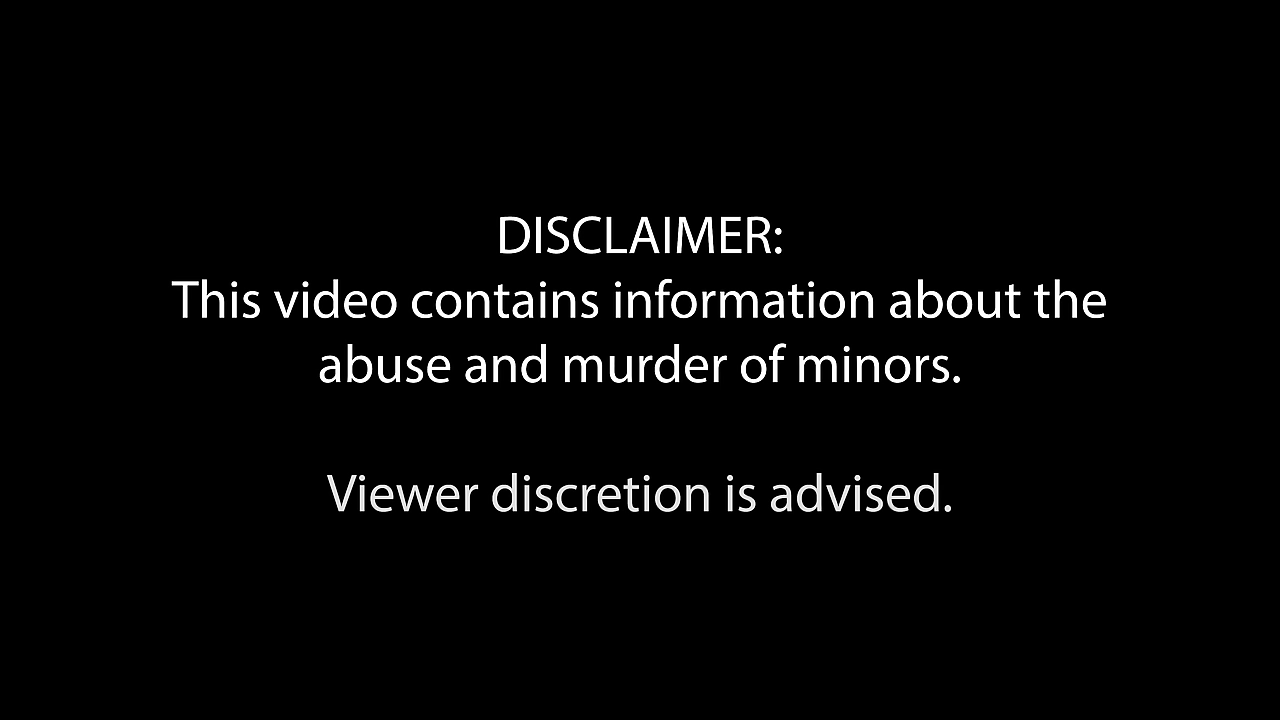 DISCLAIMER:
This video contains information about the
abuse and murder of minors.
Viewer discretion is advised.